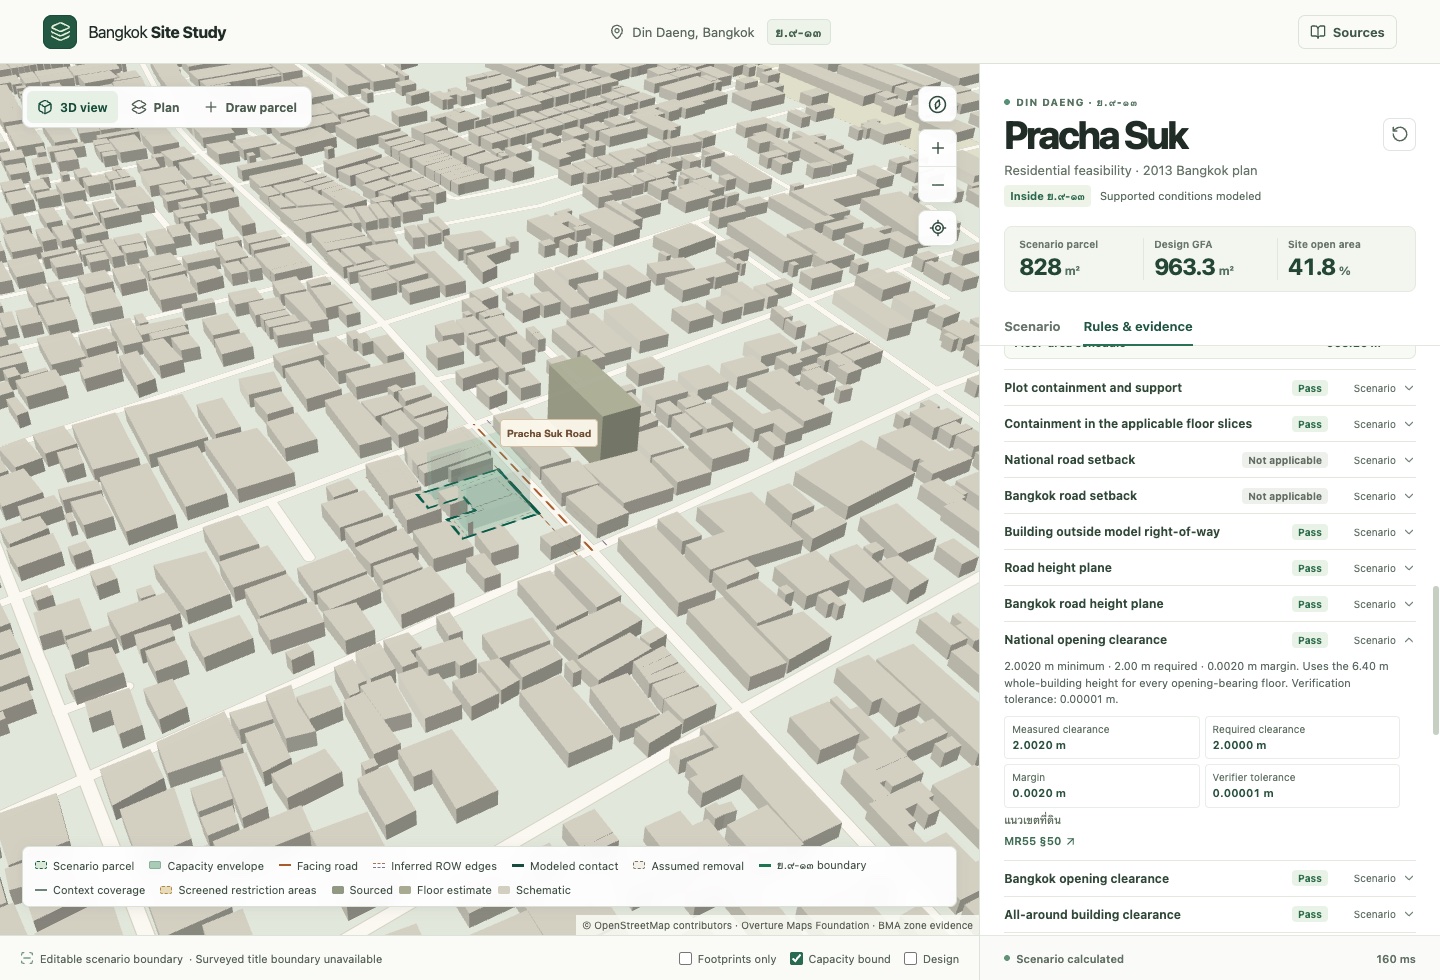 Bangkok Site Study
Din Daeng, Bangkok ย.๙-๑๓
Sources
3D view Plan Draw parcel
Pracha Suk Road
DIN DAENG · ย.๙-๑๓
Pracha Suk
Residential feasibility · 2013 Bangkok plan
Inside ย.๙-๑๓ Supported conditions modeled
Scenario parcel Design GFA Site open area
828 m² 963.3 m² 41.8 %
Scenario Rules & evidence
Plot containment and support Pass Scenario
Containment in the applicable floor slices Pass Scenario
National road setback Not applicable Scenario
Bangkok road setback Not applicable Scenario
Building outside model right-of-way Pass Scenario
Road height plane Pass Scenario
Bangkok road height plane Pass Scenario
National opening clearance Pass Scenario
2.0020 m minimum · 2.00 m required · 0.0020 m margin. Uses the 6.40 m
whole-building height for every opening-bearing floor. Verification
tolerance: 0.00001 m.
Measured clearance Required clearance
2.0020 m 2.0000 m
Margin Verifier tolerance
0.0020 m 0.00001 m
แนวเขตที่ดิน
MR55 §50
Bangkok opening clearance Pass Scenario
All-around building clearance Pass Scenario
Scenario parcel Capacity envelope Facing road Inferred ROW edges Modeled contact Assumed removal ย.๙-๑๓ boundary
Context coverage Screened restriction areas Sourced Floor estimate Schematic
© OpenStreetMap contributors · Overture Maps Foundation · BMA zone evidence
Editable scenario boundary · Surveyed title boundary unavailable
Footprints only Capacity bound Design
Scenario calculated 160 ms